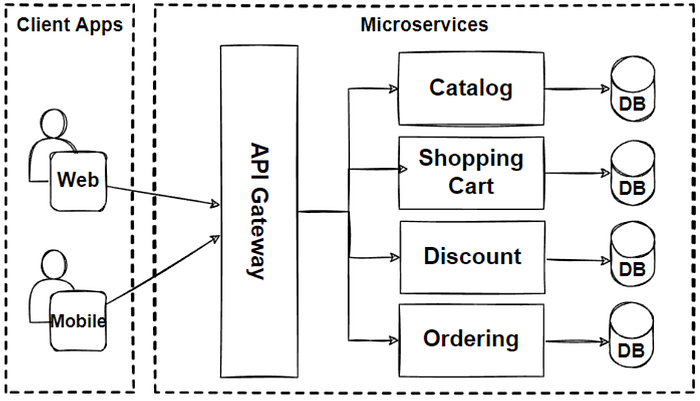 Client Apps
Microservices
Web
Mobile
API Gateway
Catalog
DB
Shopping
Cart
DB
Discount
DB
Ordering
DB